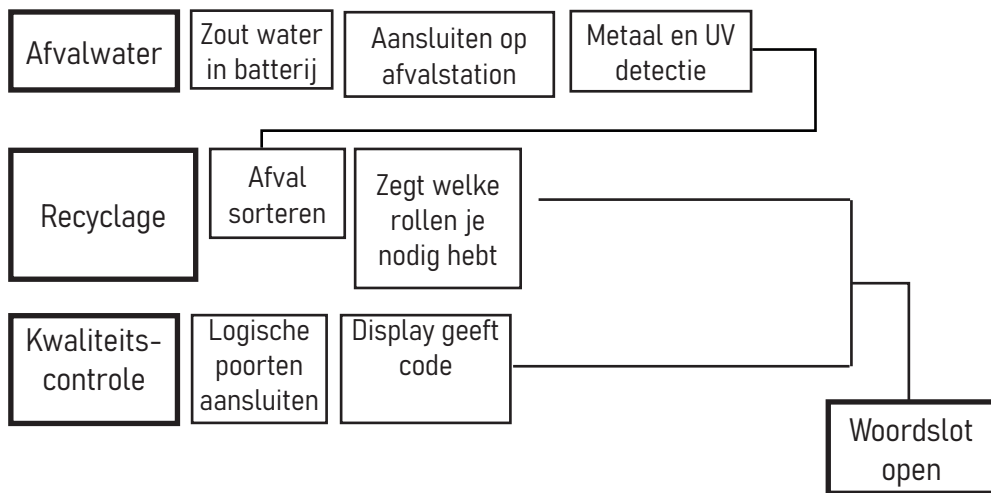 Afvalwater
Zout water
in batterij
Aansluiten op
afvalstation
Metaal en UV
detectie
Recyclage
Afval
sorteren
Zegt welke
rollen je
nodig hebt
Kwaliteits-
controle
Logische
poorten
aansluiten
Display geeft
code
Woordslot
open